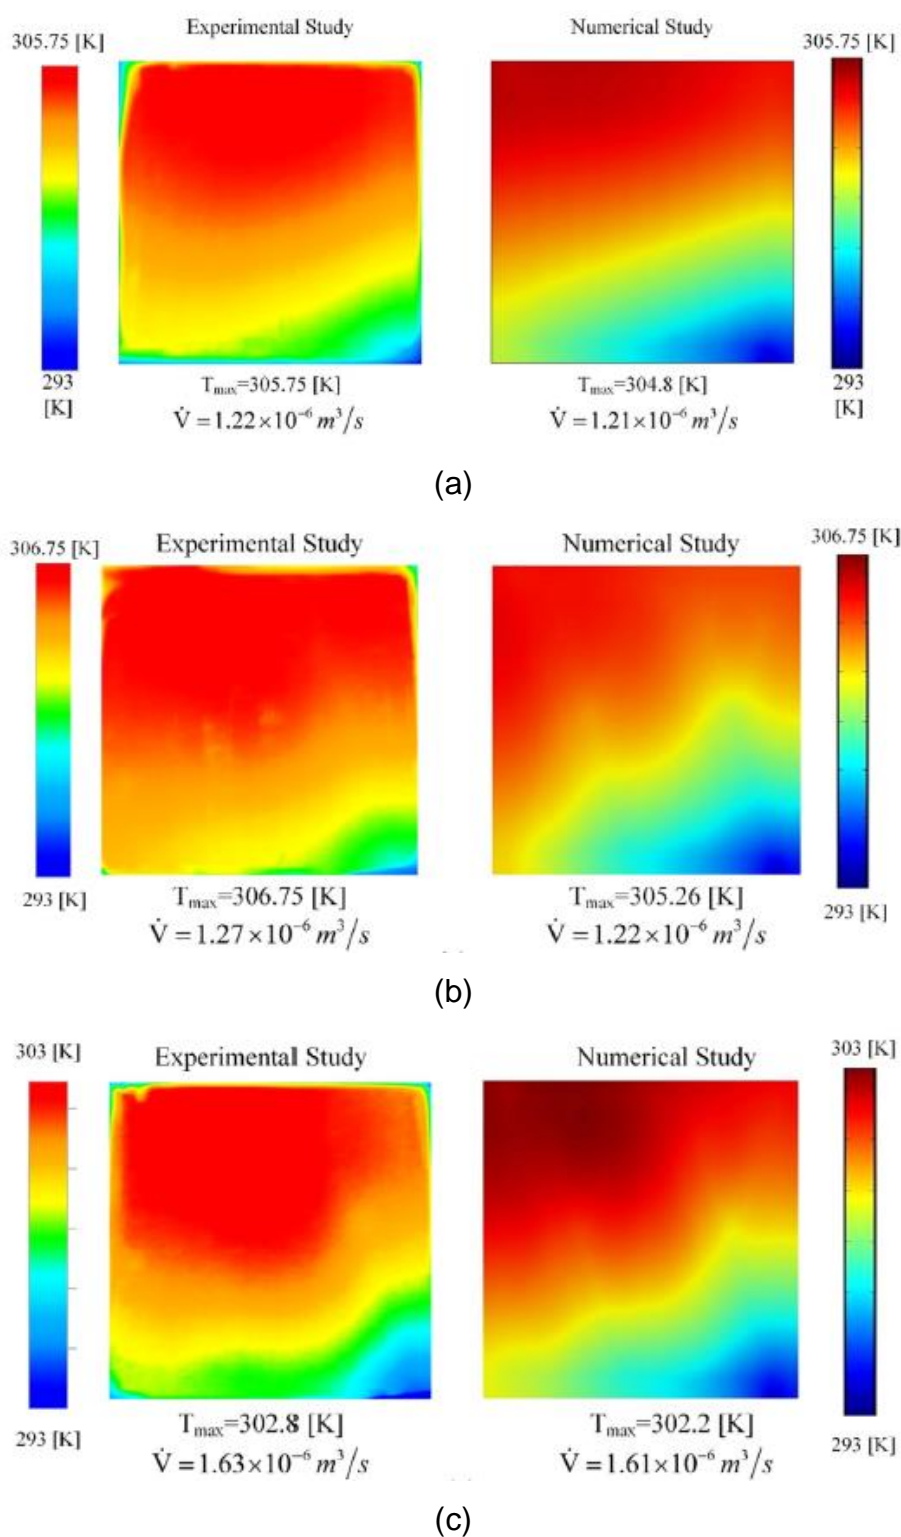 Experimental Study
Numerical Study
305.75 [K]
305.75 [K]
293
[K]
293
[K]
Tmax=305.75 [K]
Tmax=304.8 [K]
V̇ = 1.22×10⁻⁶ m³/s
V̇ = 1.21×10⁻⁶ m³/s
(a)
306.75 [K]
Experimental Study
Numerical Study
306.75 [K]
293 [K]
293 [K]
Tmax=306.75 [K]
Tmax=305.26 [K]
V̇ = 1.27×10⁻⁶ m³/s
V̇ = 1.22×10⁻⁶ m³/s
(b)
303 [K]
Experimental Study
Numerical Study
303 [K]
293 [K]
293 [K]
Tmax=302.8 [K]
Tmax=302.2 [K]
V̇ = 1.63×10⁻⁶ m³/s
V̇ = 1.61×10⁻⁶ m³/s
(c)